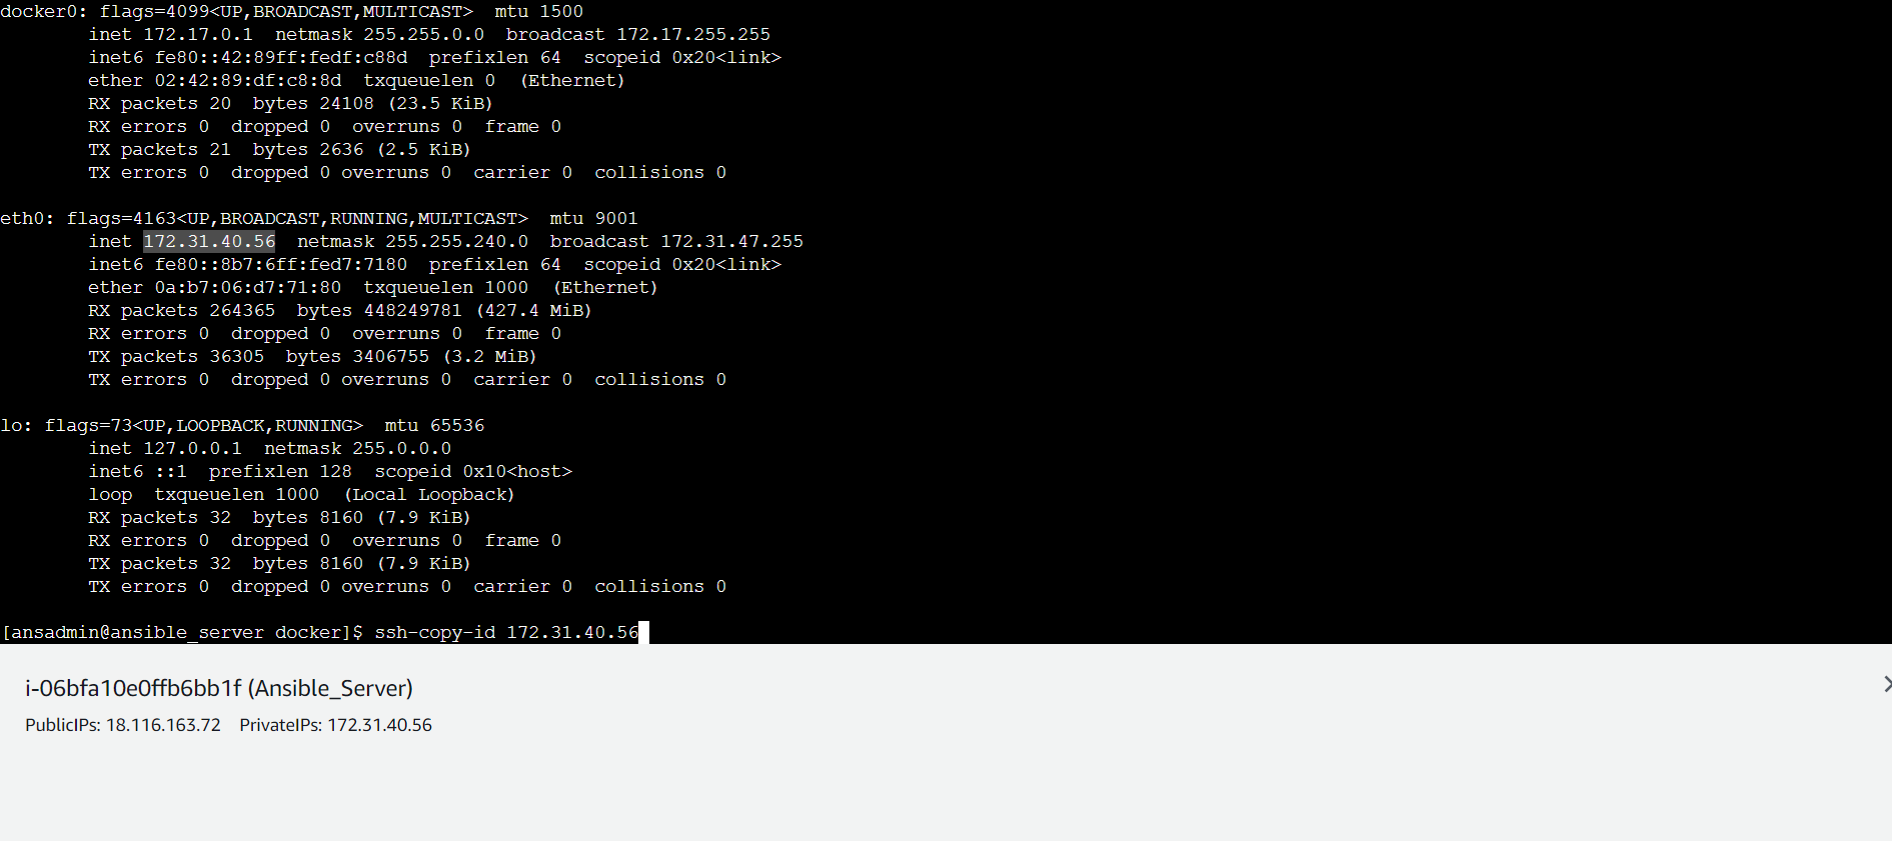 docker0: flags=4099<UP,BROADCAST,MULTICAST>  mtu 1500
        inet 172.17.0.1  netmask 255.255.0.0  broadcast 172.17.255.255
        inet6 fe80::42:89ff:fedf:c88d  prefixlen 64  scopeid 0x20<link>
        ether 02:42:89:df:c8:8d  txqueuelen 0  (Ethernet)
        RX packets 20  bytes 24108 (23.5 KiB)
        RX errors 0  dropped 0  overruns 0  frame 0
        TX packets 21  bytes 2636 (2.5 KiB)
        TX errors 0  dropped 0 overruns 0  carrier 0  collisions 0

eth0: flags=4163<UP,BROADCAST,RUNNING,MULTICAST>  mtu 9001
        inet 172.31.40.56  netmask 255.255.240.0  broadcast 172.31.47.255
        inet6 fe80::8b7:6ff:fed7:7180  prefixlen 64  scopeid 0x20<link>
        ether 0a:b7:06:d7:71:80  txqueuelen 1000  (Ethernet)
        RX packets 264365  bytes 448249781 (427.4 MiB)
        RX errors 0  dropped 0  overruns 0  frame 0
        TX packets 36305  bytes 3406755 (3.2 MiB)
        TX errors 0  dropped 0 overruns 0  carrier 0  collisions 0

lo: flags=73<UP,LOOPBACK,RUNNING>  mtu 65536
        inet 127.0.0.1  netmask 255.0.0.0
        inet6 ::1  prefixlen 128  scopeid 0x10<host>
        loop  txqueuelen 1000  (Local Loopback)
        RX packets 32  bytes 8160 (7.9 KiB)
        RX errors 0  dropped 0  overruns 0  frame 0
        TX packets 32  bytes 8160 (7.9 KiB)
        TX errors 0  dropped 0 overruns 0  carrier 0  collisions 0

[ansadmin@ansible_server docker]$ ssh-copy-id 172.31.40.56
i-06bfa10e0ffb6bb1f (Ansible_Server)
PublicIPs: 18.116.163.72    PrivateIPs: 172.31.40.56